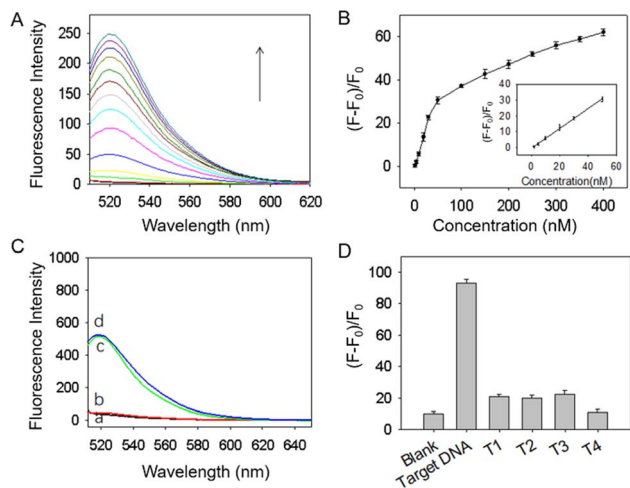 A
250
200
150
100
50
0
Fluorescence Intensity
520 540 560 580 600 620
Wavelength (nm)
B
60
40
20
0
(F-F0)/F0
0 100 200 300 400
Concentration (nM)
40
30
20
10
0
(F-F0)/F0
0 20 40 60
Concentration(nM)
C
1000
800
600
400
200
0
Fluorescence Intensity
d
c
b
a
520 540 560 580 600 620 640
Wavelength (nm)
D
100
80
60
40
20
0
(F-F0)/F0
Blank
Target DNA
T1
T2
T3
T4